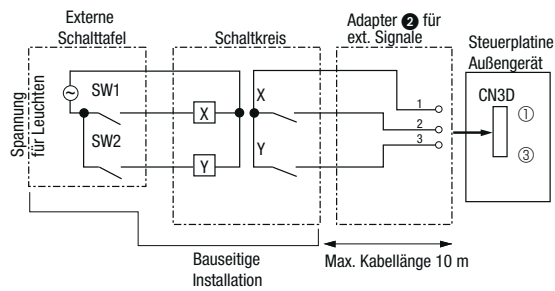 Externe
Schalttafel
Schaltkreis
Adapter ❷ für
ext. Signale
Steuerplatine
Außengerät
Spannung
für Leuchten
SW1
SW2
X
Y
X
Y
1
2
3
CN3D
①
③
Bauseitige
Installation
Max. Kabellänge 10 m